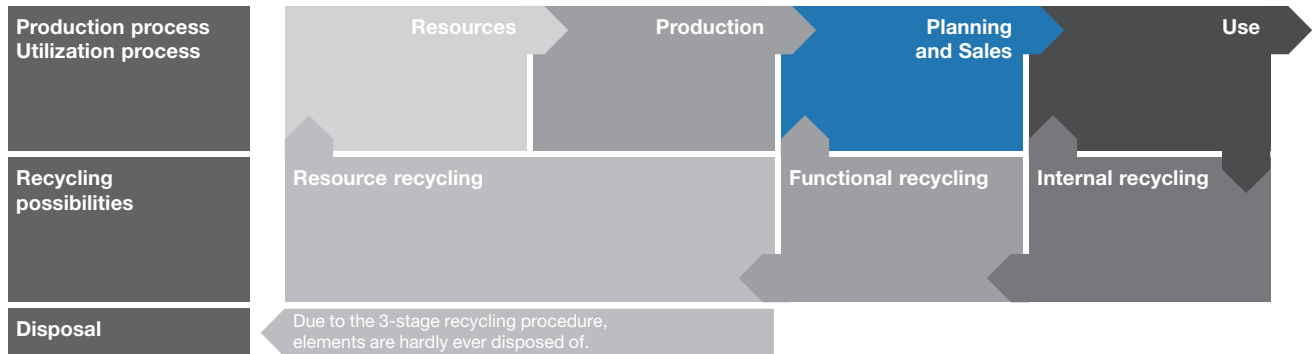 Production process
Utilization process
Resources
Production
Planning
and Sales
Use
Recycling
possibilities
Resource recycling
Functional recycling
Internal recycling
Disposal
Due to the 3-stage recycling procedure,
elements are hardly ever disposed of.